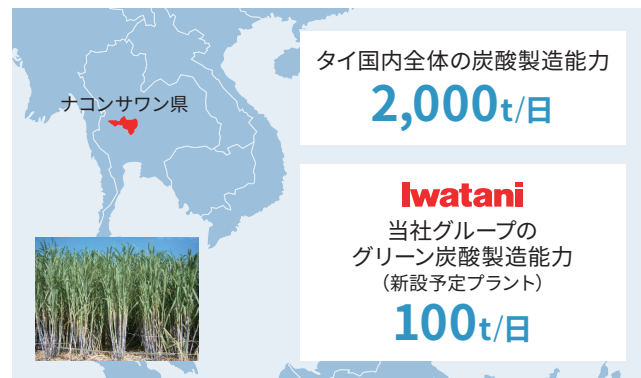 ナコンサワン県
タイ国内全体の炭酸製造能力
2,000t/日
Iwatani
当社グループの
グリーン炭酸製造能力
（新設予定プラント）
100t/日